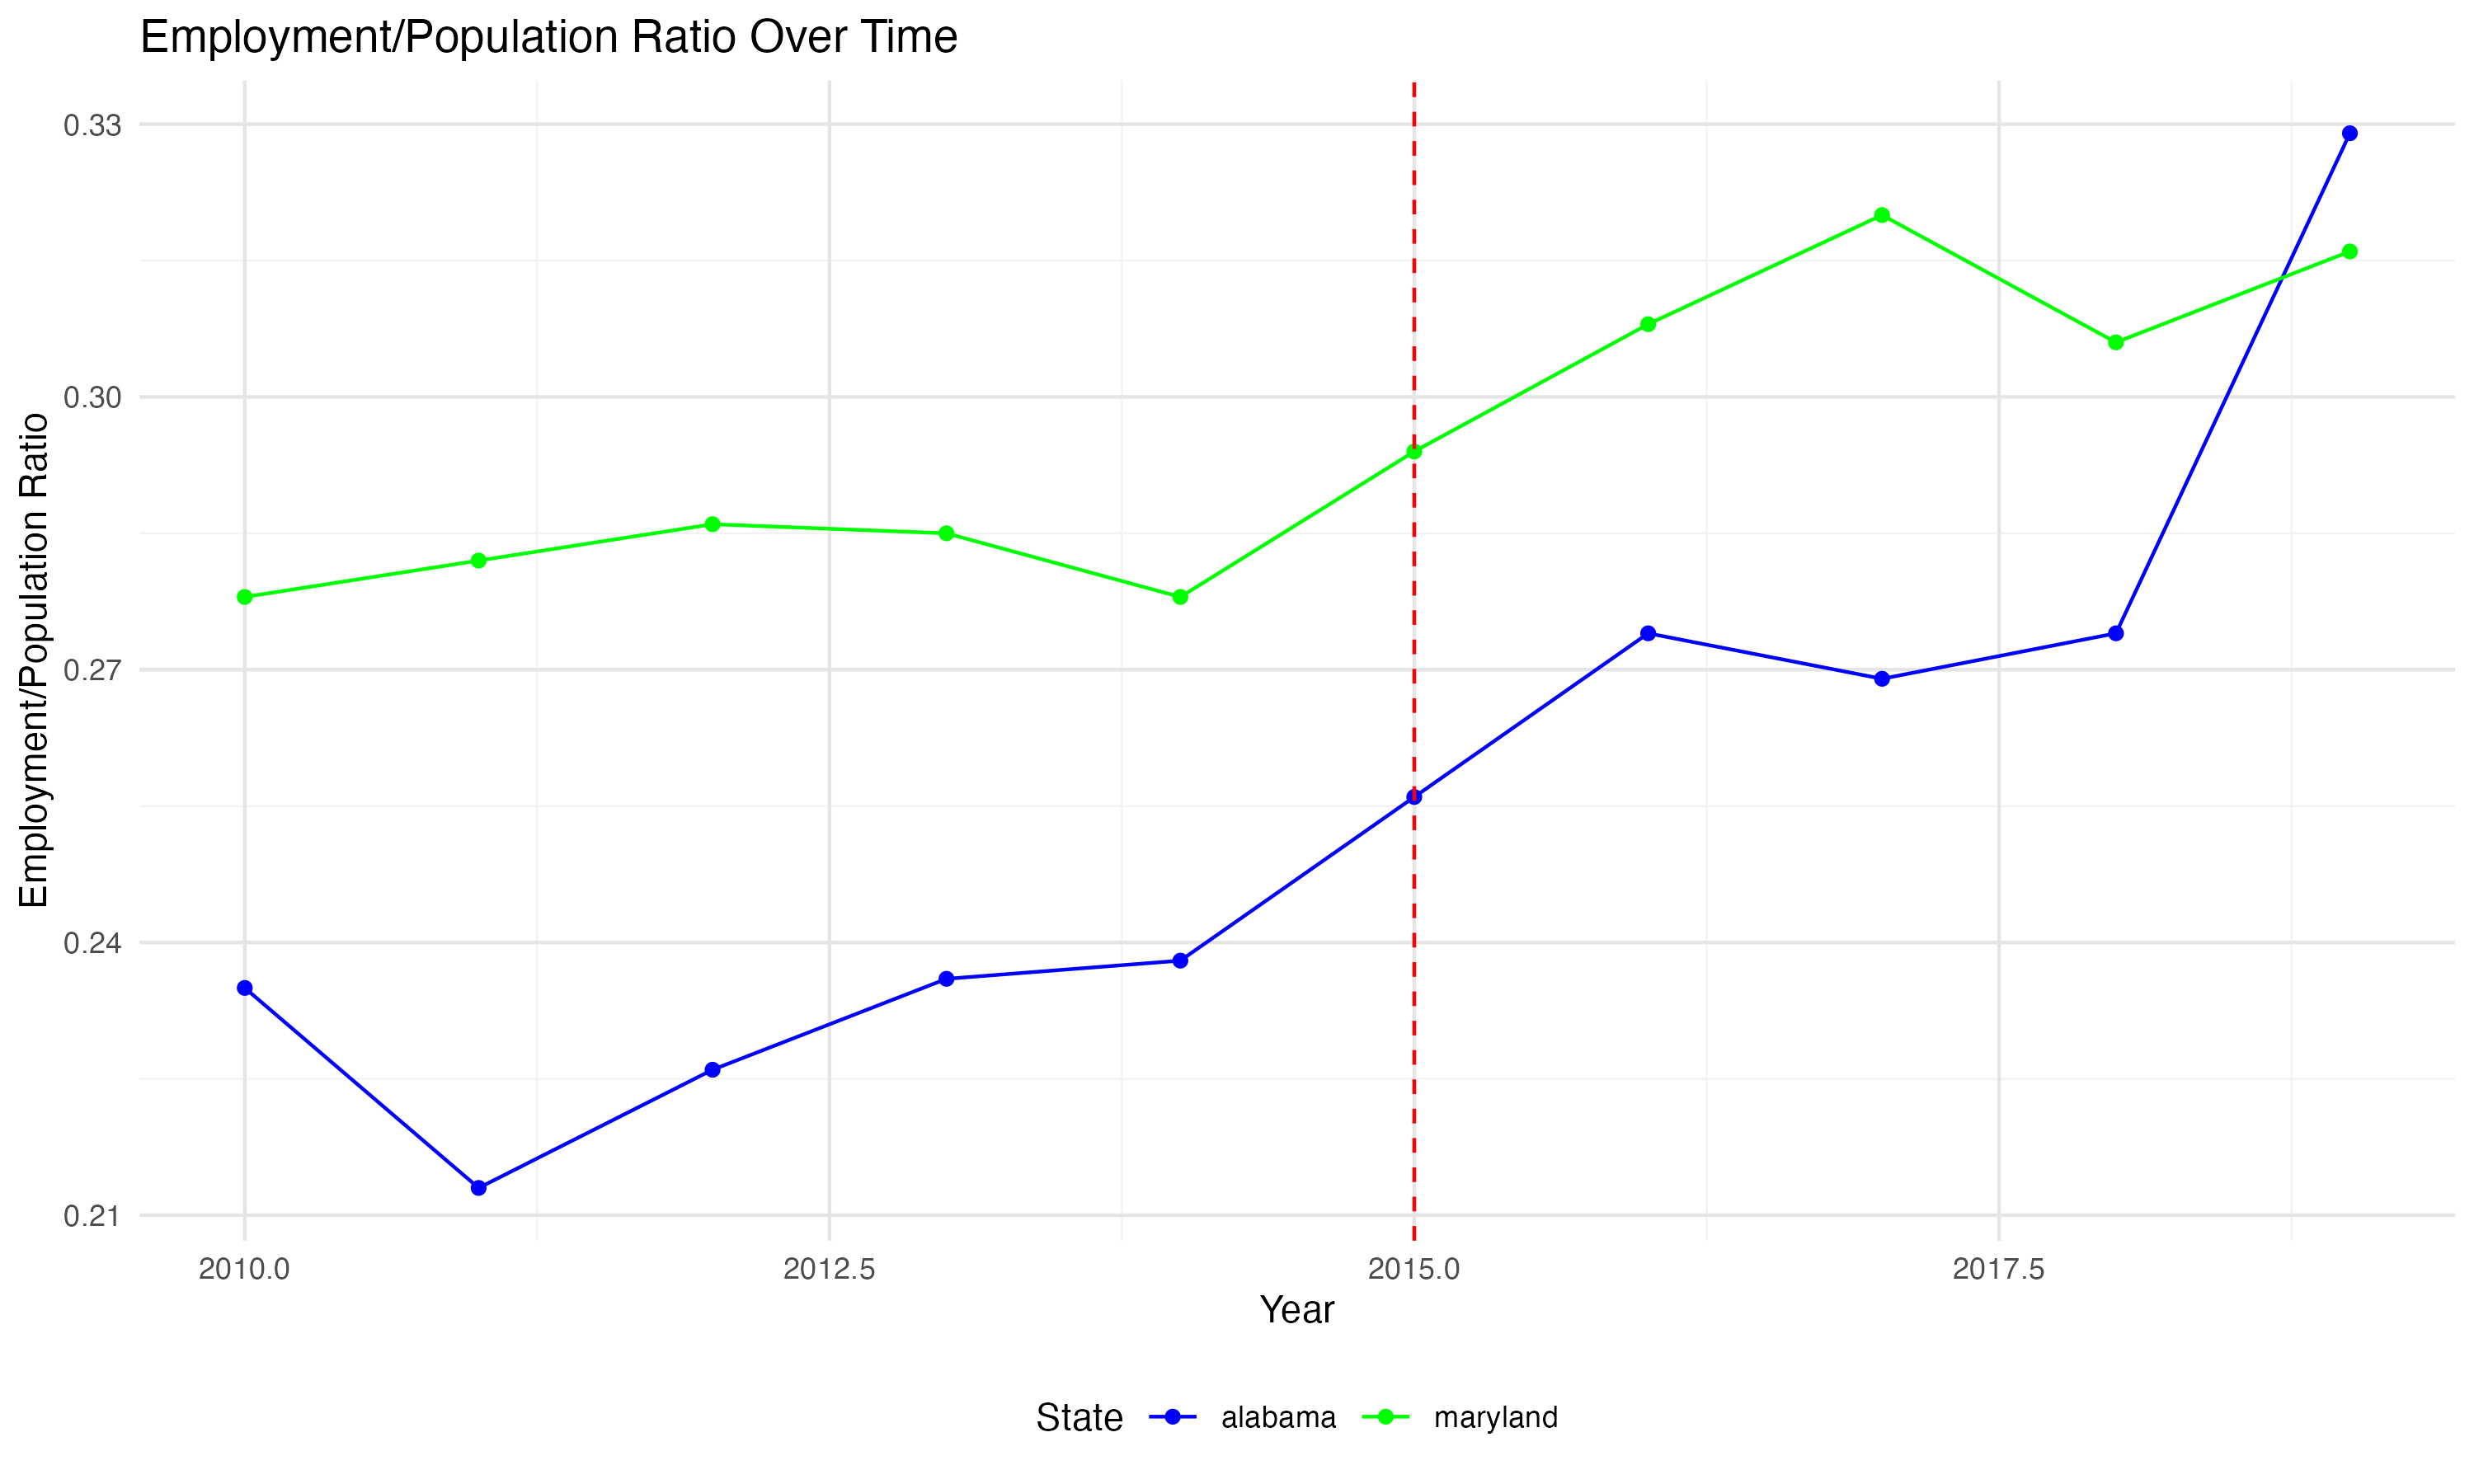 Employment/Population Ratio Over Time
Employment/Population Ratio
0.33
0.30
0.27
0.24
0.21
2010.0 2012.5 2015.0 2017.5
Year
State alabama maryland